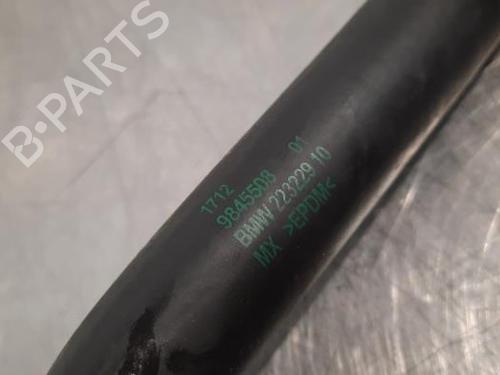 B-PARTS
1712
9845508 01
BMW 223229 10
MX >EPDM<